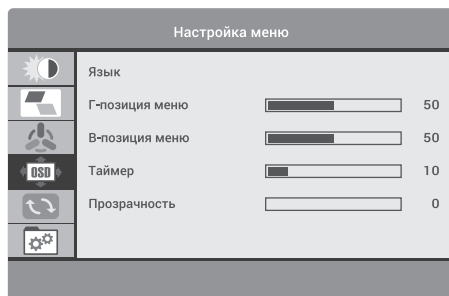 Настройка меню
Язык
Г-позиция меню 50
В-позиция меню 50
OSD
Таймер 10
Прозрачность 0